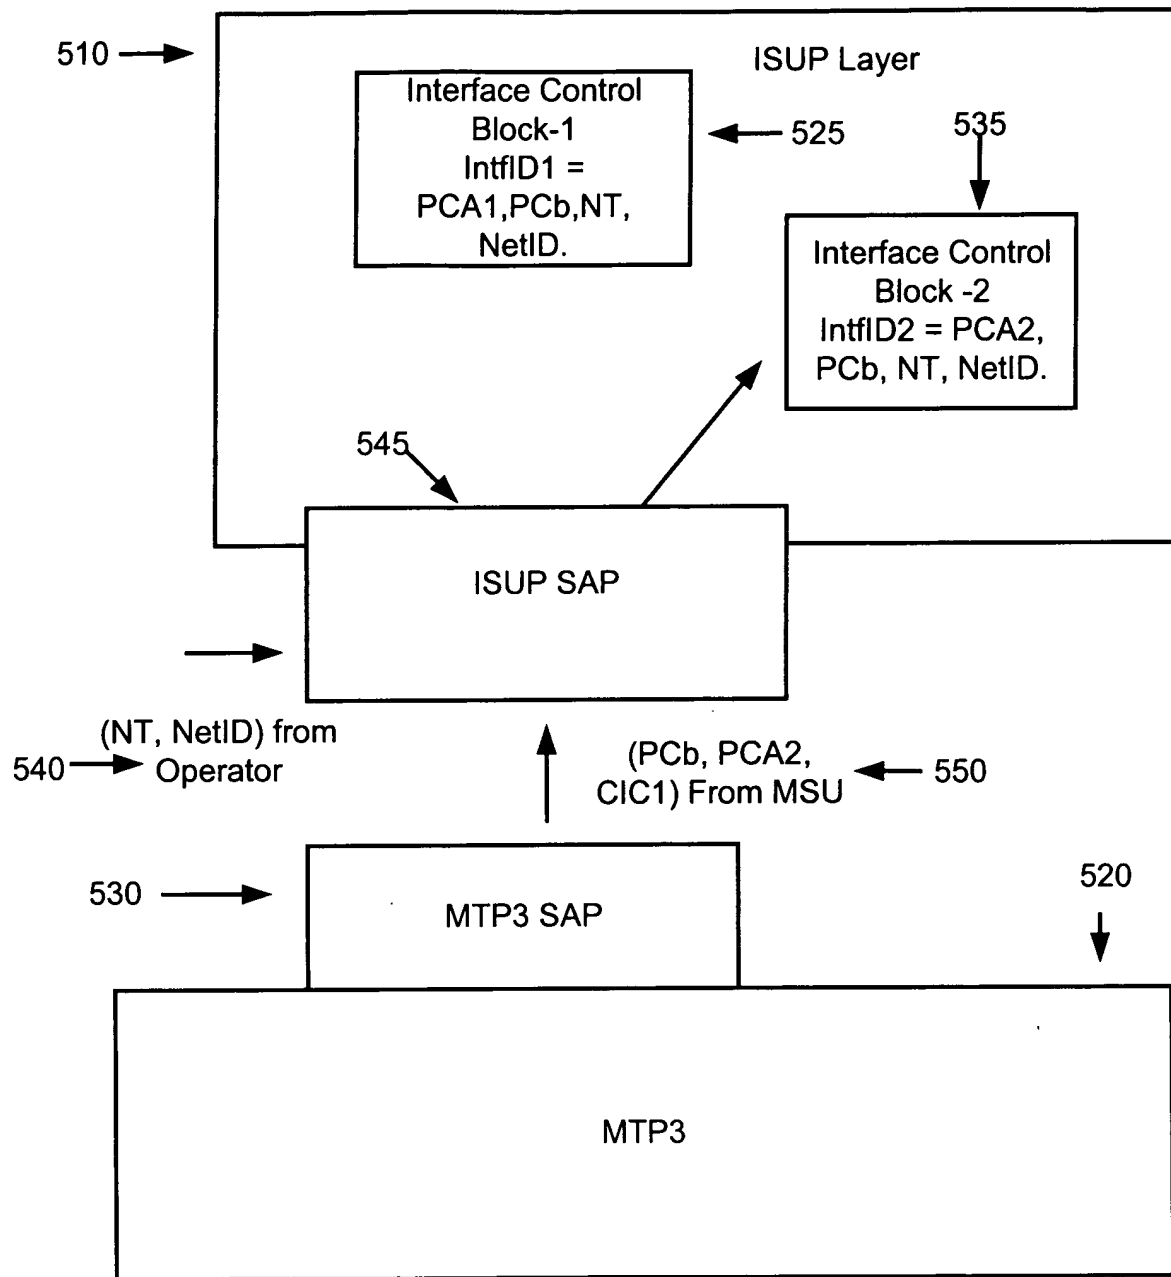 510
ISUP Layer
Interface Control
Block-1
IntfID1 =
PCA1,PCb,NT,
NetID.
525
535
Interface Control
Block -2
IntfID2 = PCA2,
PCb, NT, NetID.
545
ISUP SAP
(NT, NetID) from
Operator
540
(PCb, PCA2,
CIC1) From MSU
550
530
MTP3 SAP
520
MTP3